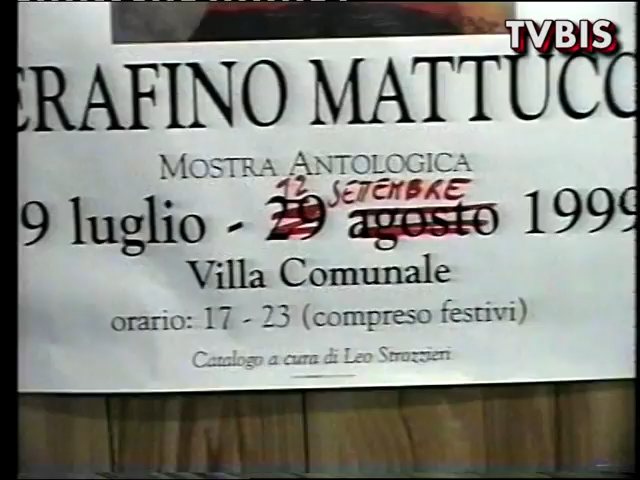 TVBIS
ERAFINO MATTUCC
MOSTRA ANTOLOGICA
12 SETEMBRE
9 luglio - 29 agosto 1999
Villa Comunale
orario: 17 - 23 (compreso festivi)
Catalogo a cura di Leo Strozzieri